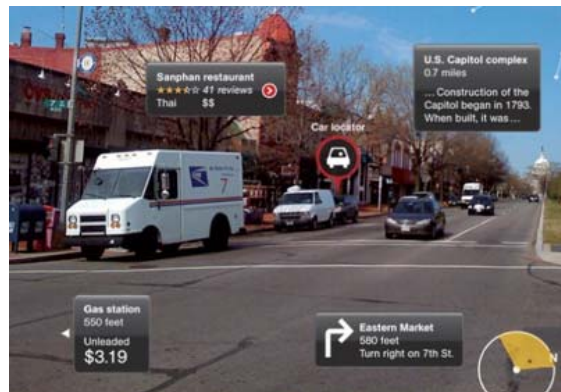 Sanphan restaurant
41 reviews
Thai $$
U.S. Capitol complex
0.7 miles
... Construction of the
Capitol began in 1793.
When built, it was ...
Car locator
7
Gas station
550 feet
Unleaded
$3.19
Eastern Market
580 feet
Turn right on 7th St.
N